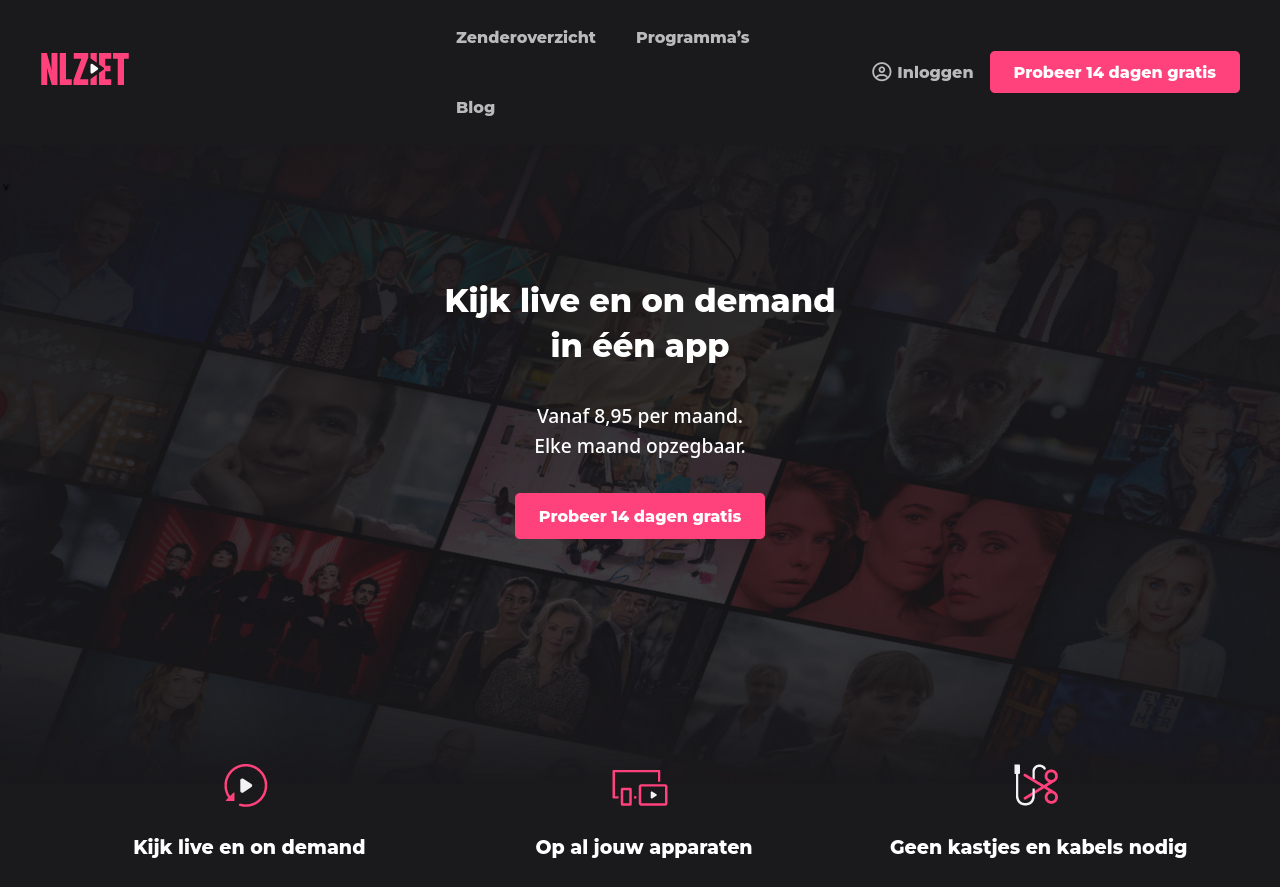 NLZIET
Zenderoverzicht
Programma’s
Blog
Inloggen
Probeer 14 dagen gratis
Kijk live en on demand
in één app
Vanaf 8,95 per maand.
Elke maand opzegbaar.
Probeer 14 dagen gratis
Kijk live en on demand
Op al jouw apparaten
Geen kastjes en kabels nodig